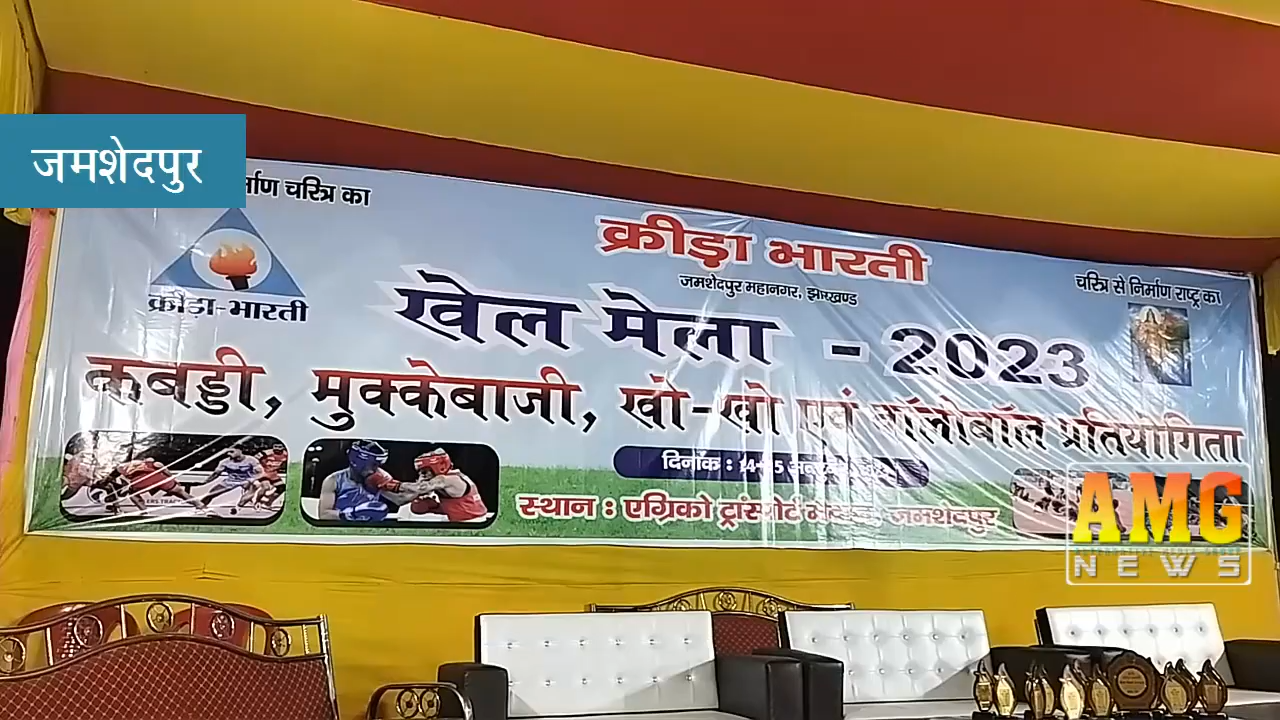 जमशेदपुर
चरित्र का
क्रीड़ा भारती
जमशेदपुर महानगर, झारखण्ड
चरित्र से निर्माण राष्ट्र का
क्रीड़ा-भारती
खेल मेला - 2023
कबड्डी, मुक्केबाजी, खो-खो एवं वॉलीबॉल प्रतियोगिता
दिनांक :
स्थान : एग्रिको ट्रांस्पोर्ट मैदान, जमशेदपुर
AMG
NEWS